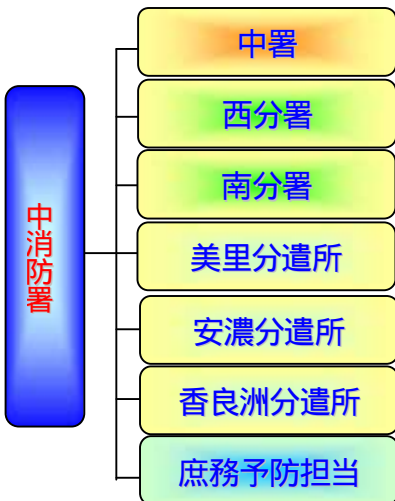 中消防署
中署
西分署
南分署
美里分遣所
安濃分遣所
香良洲分遣所
庶務予防担当